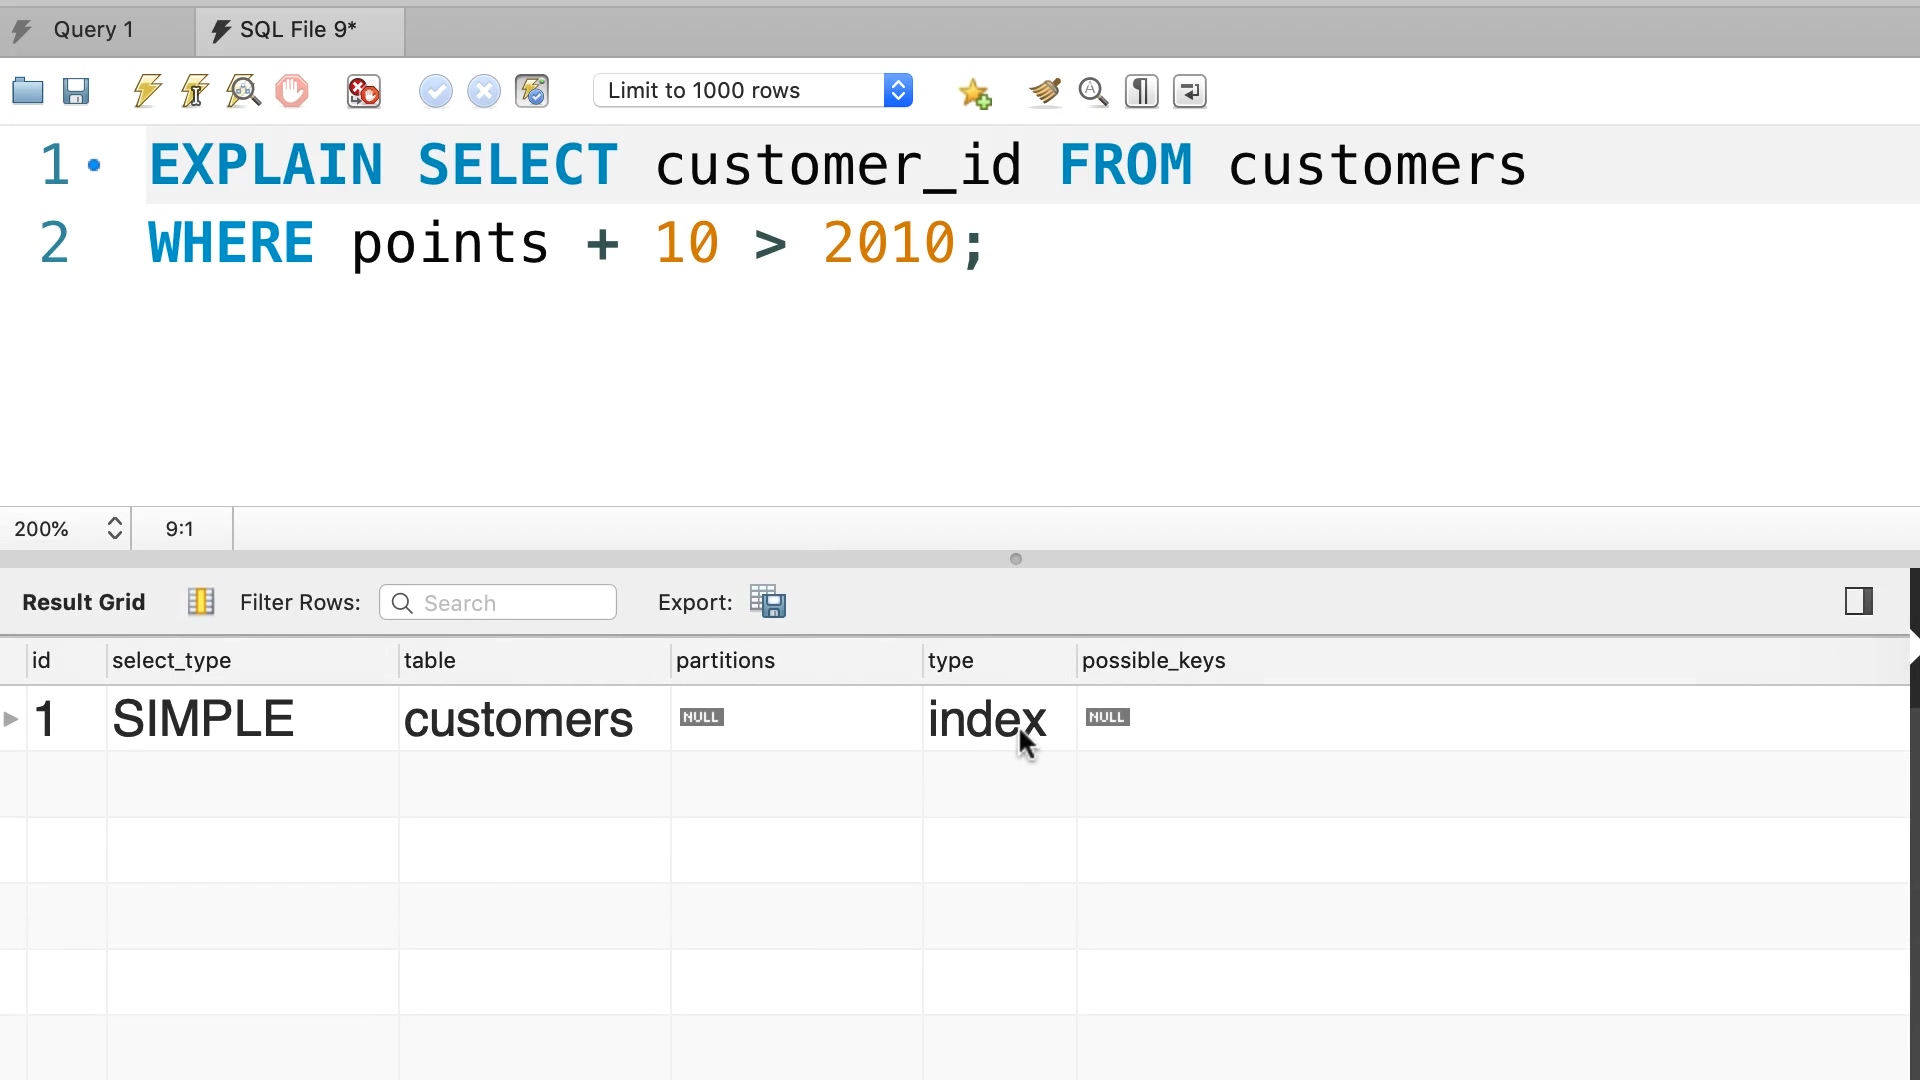 Query 1
SQL File 9*
Limit to 1000 rows
1 EXPLAIN SELECT customer_id FROM customers
2 WHERE points + 10 > 2010;
200% 9:1
Result Grid Filter Rows: Search Export:
id select_type table partitions type possible_keys
1 SIMPLE customers NULL index NULL